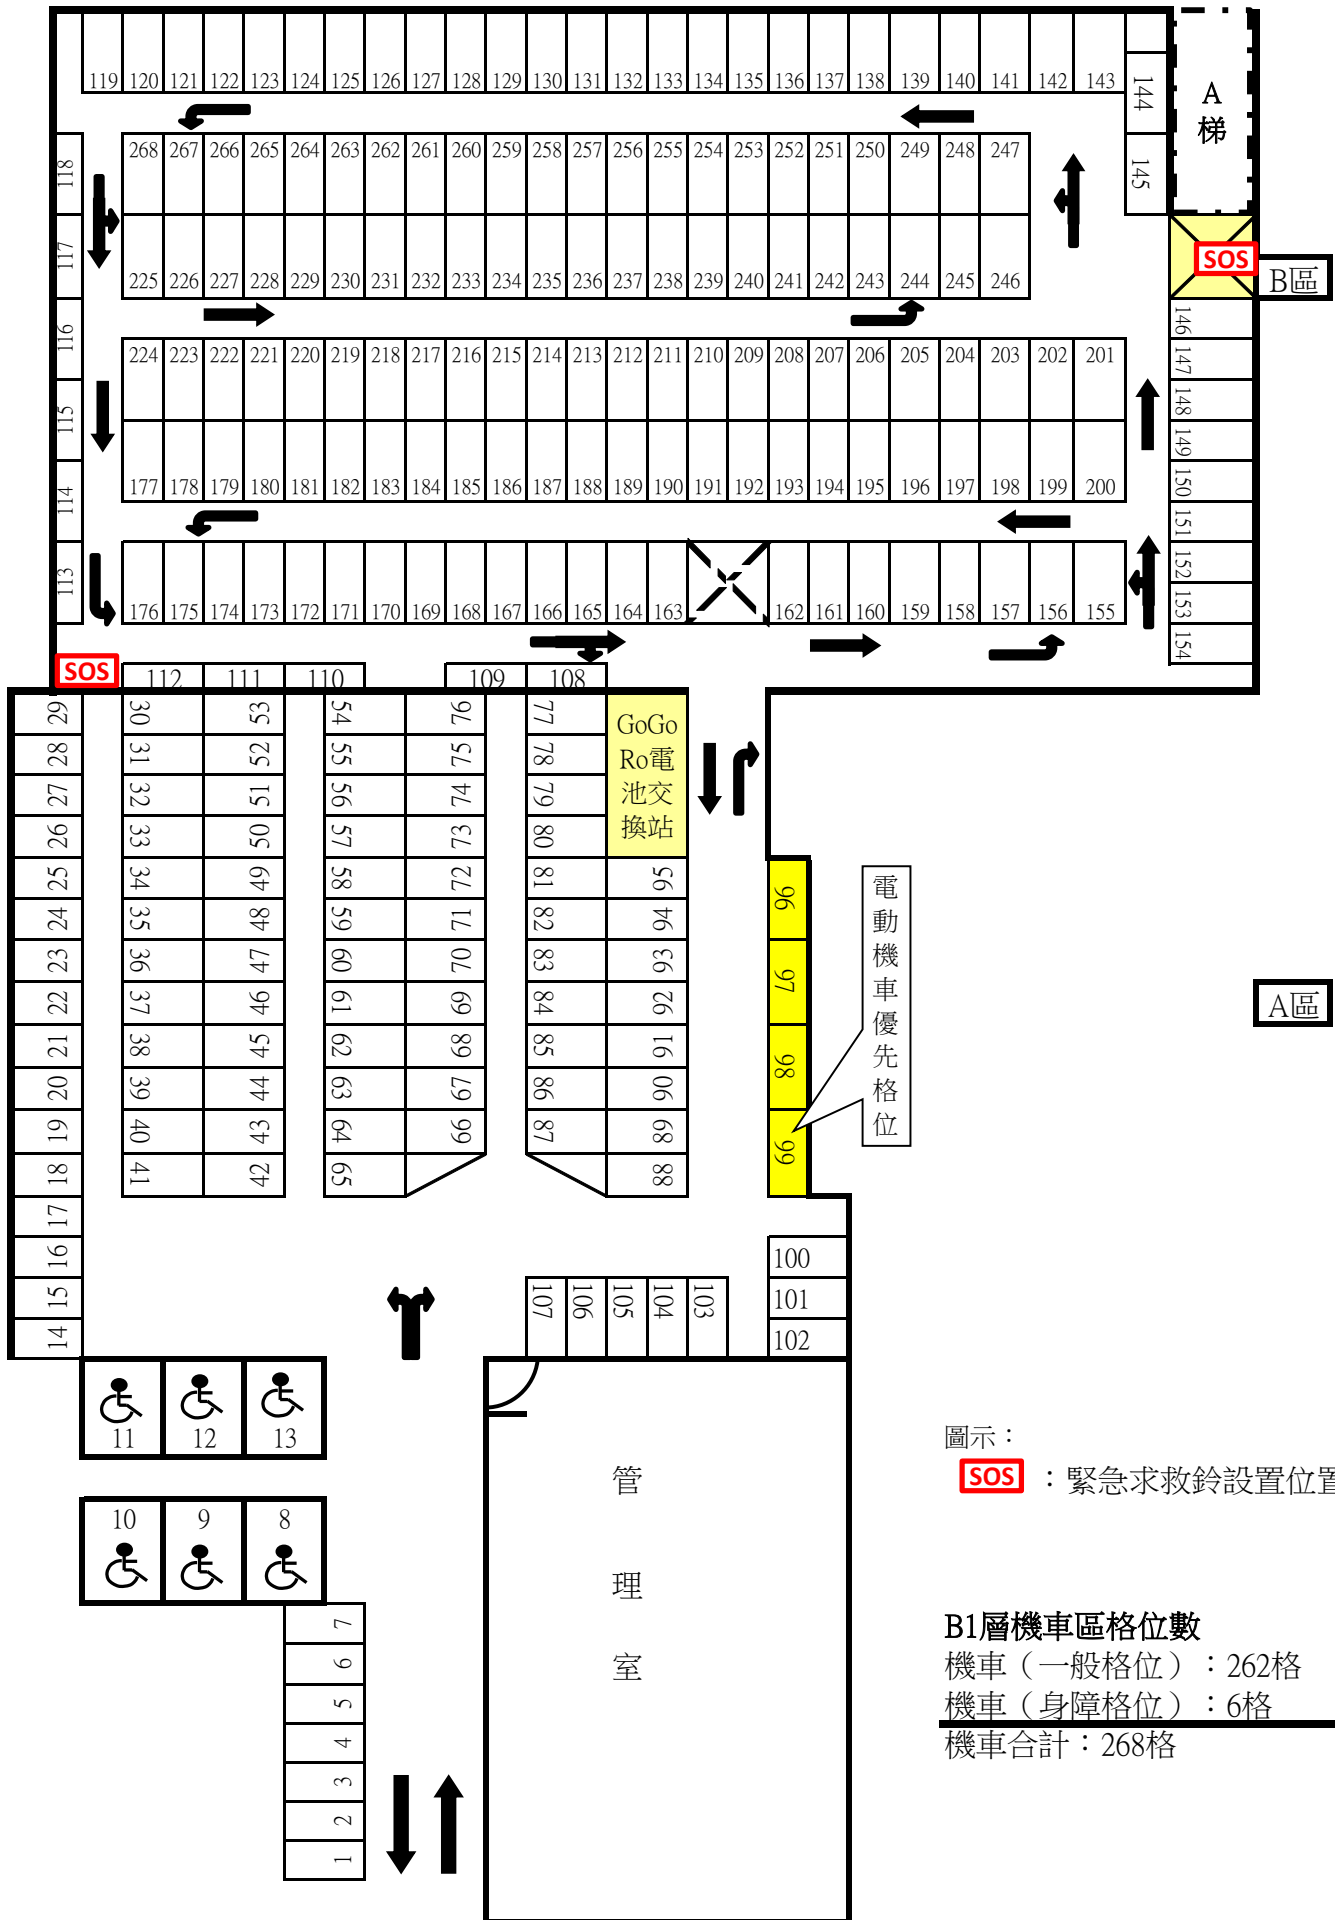 119 120 121 122 123 124 125 126 127 128 129 130 131 132 133 134 135 136 137 138 139 140 141 142 143
144
A
梯
145
118
268 267 266 265 264 263 262 261 260 259 258 257 256 255 254 253 252 251 250 249 248 247
117
225 226 227 228 229 230 231 232 233 234 235 236 237 238 239 240 241 242 243 244 245 246
SOS
B區
116
146
224 223 222 221 220 219 218 217 216 215 214 213 212 211 210 209 208 207 206 205 204 203 202 201
147
115
148
149
114
177 178 179 180 181 182 183 184 185 186 187 188 189 190 191 192 193 194 195 196 197 198 199 200
150
151
113
152
176 175 174 173 172 171 170 169 168 167 166 165 164 163 162 161 160 159 158 157 156 155
153
154
SOS
112 111 110 109 108
29 30 53 54 76 77
28 31 52 55 75 78
27 32 51 56 74 79
26 33 50 57 73 80
GoGo
Ro電
池交
換站
25 34 49 58 72 81 95
24 35 48 59 71 82 94
23 36 47 60 70 83 93
22 37 46 61 69 84 92
21 38 45 62 68 85 91
20 39 44 63 67 86 90
19 40 43 64 66 87 89
18 41 42 65 88
96
97
98
99
電動機車優先格位
A區
17
16
15
14
100
101
102
107 106 105 104 103
11 12 13
10 9 8
7
6
5
4
3
2
1
管
理
室
圖示：
SOS ：緊急求救鈴設置位置
B1層機車區格位數
機車（一般格位）：262格
機車（身障格位）：6格
機車合計：268格